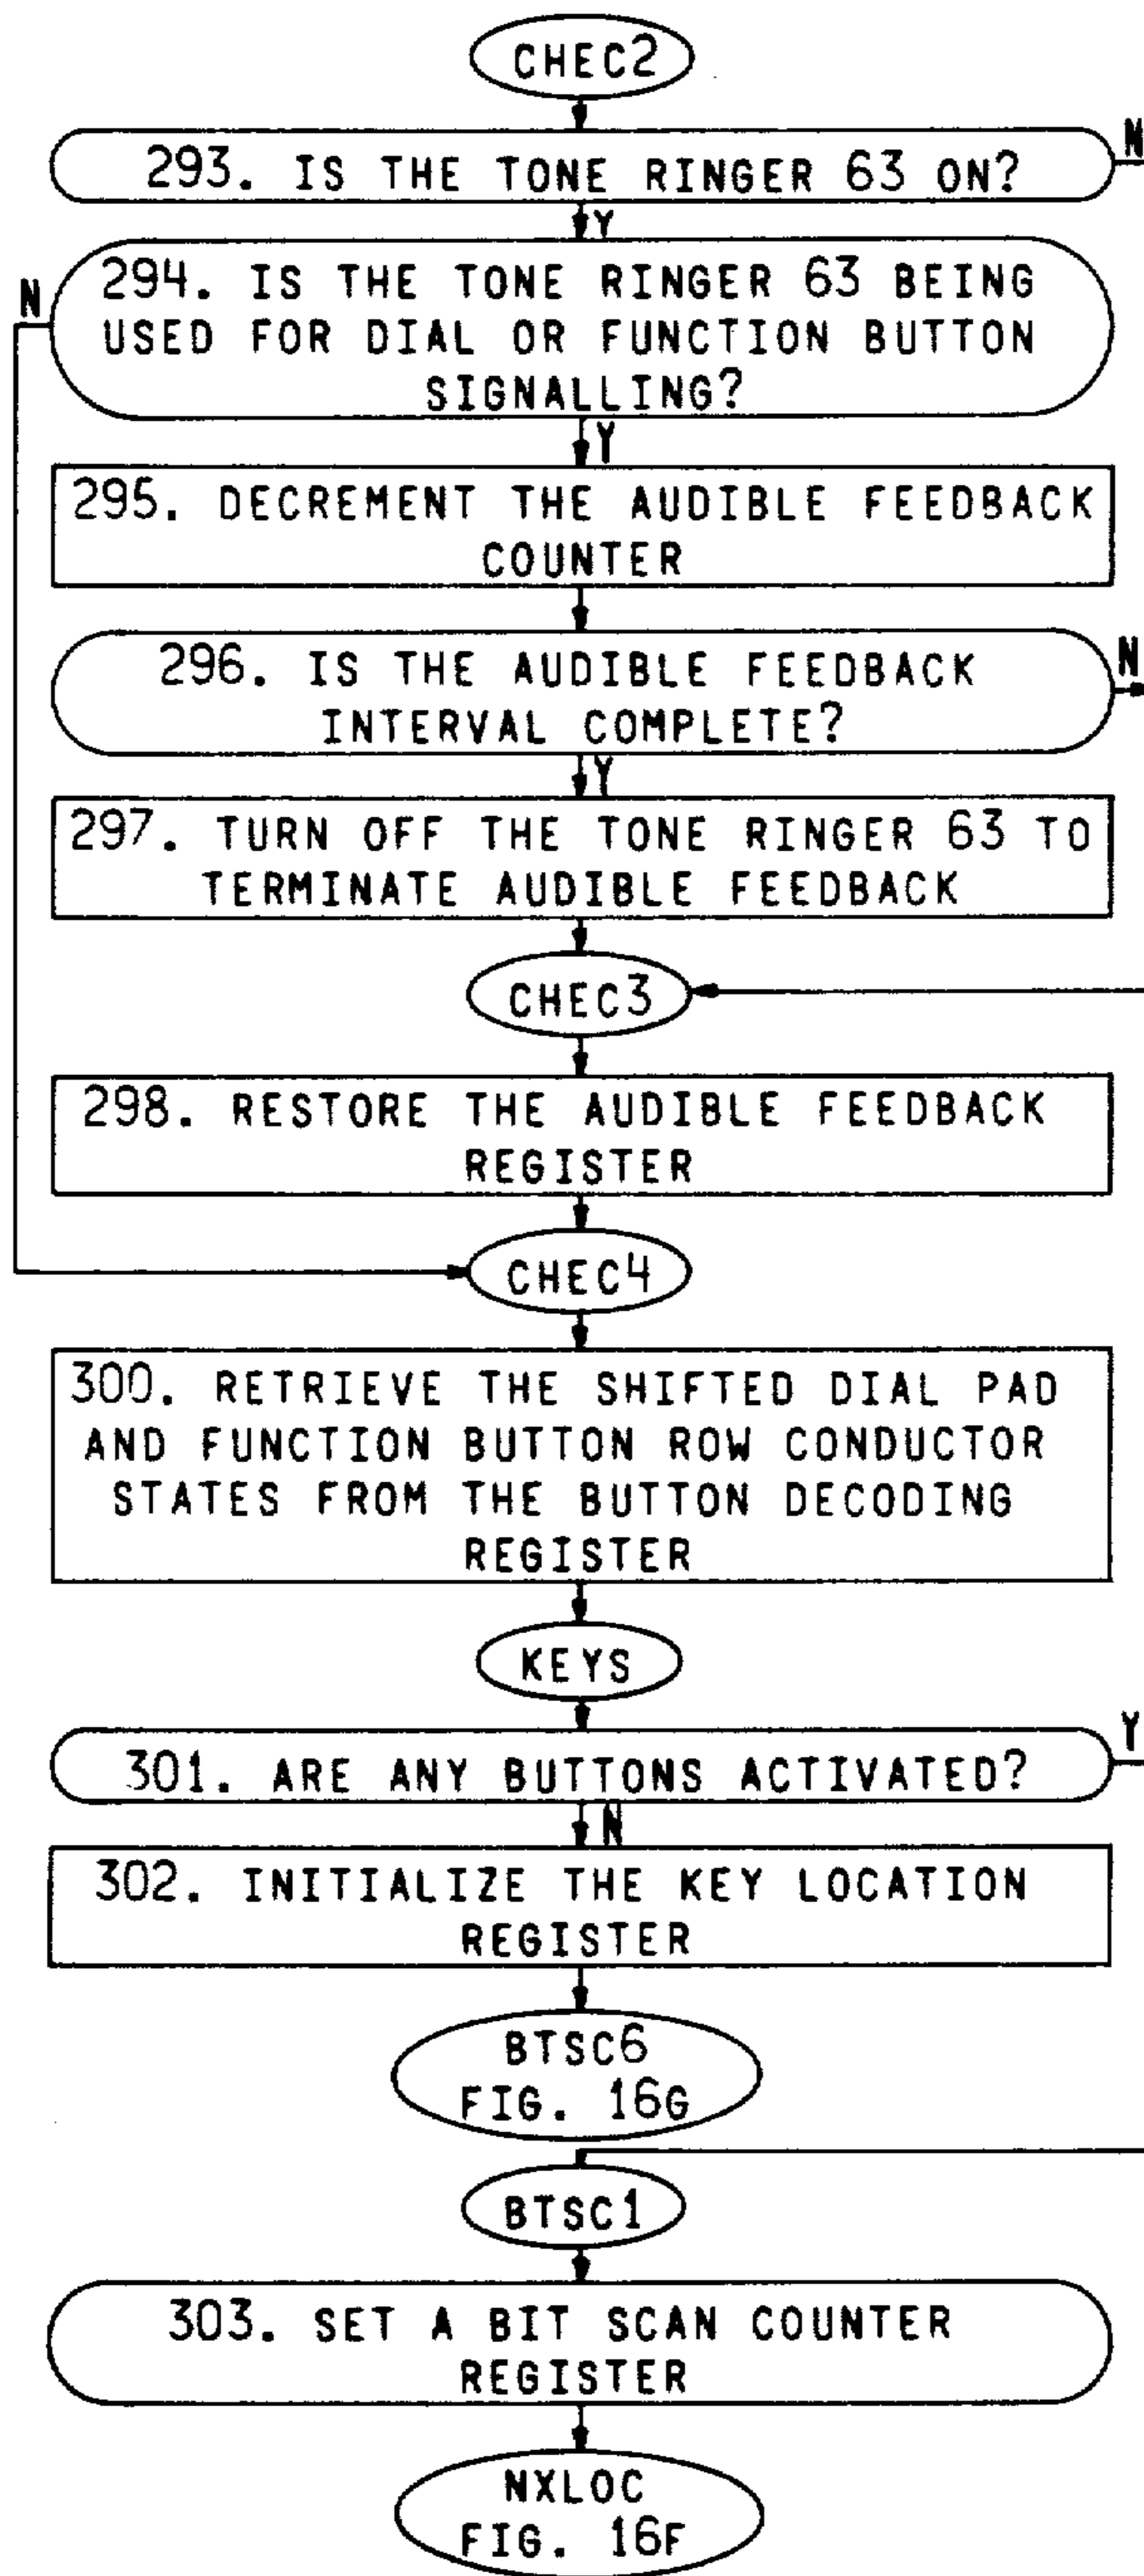 CHEC2
293. IS THE TONE RINGER 63 ON?
N
Y
294. IS THE TONE RINGER 63 BEING
USED FOR DIAL OR FUNCTION BUTTON
SIGNALLING?
N
Y
295. DECREMENT THE AUDIBLE FEEDBACK
COUNTER
296. IS THE AUDIBLE FEEDBACK
INTERVAL COMPLETE?
N
Y
297. TURN OFF THE TONE RINGER 63 TO
TERMINATE AUDIBLE FEEDBACK
CHEC3
298. RESTORE THE AUDIBLE FEEDBACK
REGISTER
CHEC4
300. RETRIEVE THE SHIFTED DIAL PAD
AND FUNCTION BUTTON ROW CONDUCTOR
STATES FROM THE BUTTON DECODING
REGISTER
KEYS
301. ARE ANY BUTTONS ACTIVATED?
Y
N
302. INITIALIZE THE KEY LOCATION
REGISTER
BTSC6
FIG. 16G
BTSC1
303. SET A BIT SCAN COUNTER
REGISTER
NXLOC
FIG. 16F